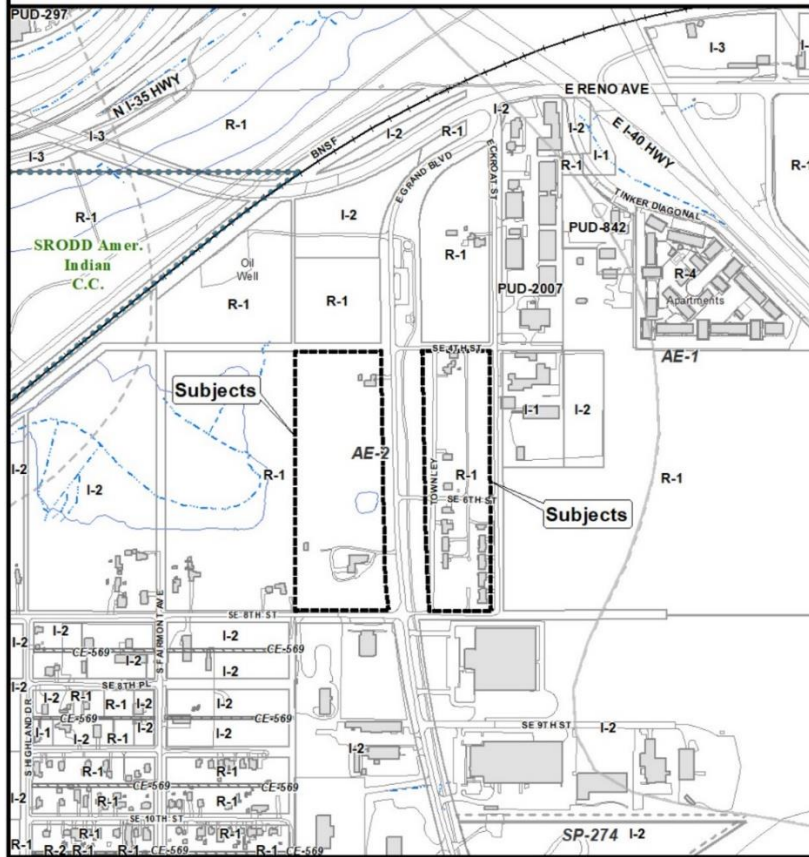 PUD-297
I-3
N I-35 HWY
R-1
E RENO AVE
I-2
I-3
I-3
BNSF
I-2
R-1
E GRAND BLVD
ECKROAT ST
I-2
I-1
R-1
E I-40 HWY
R-1
R-1
I-2
TINKER DIAGONAL
SRODD Amer.
Indian
C.C.
Oil
Well
R-1
R-1
R-1
PUD-842
PUD-2007
R-4
Apartments
AE-1
SE 4TH ST
Subjects
I-1
I-2
AE-2
R-1
I-2
I-2
R-1
TOWNLEY
R-1
SE 6TH ST
Subjects
SE 8TH ST
I-2
I-2
I-2
CE-569
I-2
S FAIRMONT AVE
CE-569
I-2
I-2
SE 8TH PL
I-2
R-1
R-1
I-2
I-2
CE-569
CE-569
S HIGHLAND DR
I-1
I-2
R-1
I-2
I-2
I-2
SE 9TH ST
I-2
R-1
R-1
I-2
CE-569
CE-569
R-1
R-1
SE 10TH ST
R-1
R-1
SP-274
I-2
R-1
R-2
R-1
R-1
CE-569
R-1
CE-569